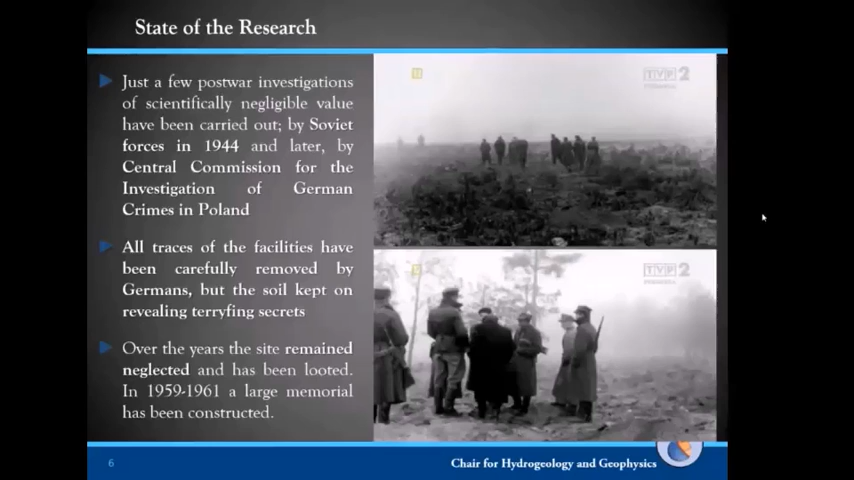 State of the Research
Just a few postwar investigations
of scientifically negligible value
have been carried out; by Soviet
forces in 1944 and later, by
Central Commission for the
Investigation of German
Crimes in Poland
All traces of the facilities have
been carefully removed by
Germans, but the soil kept on
revealing terryfing secrets
Over the years the site remained
neglected and has been looted.
In 1959-1961 a large memorial
has been constructed.
TVP2
TVP2
6
Chair for Hydrogeology and Geophysics